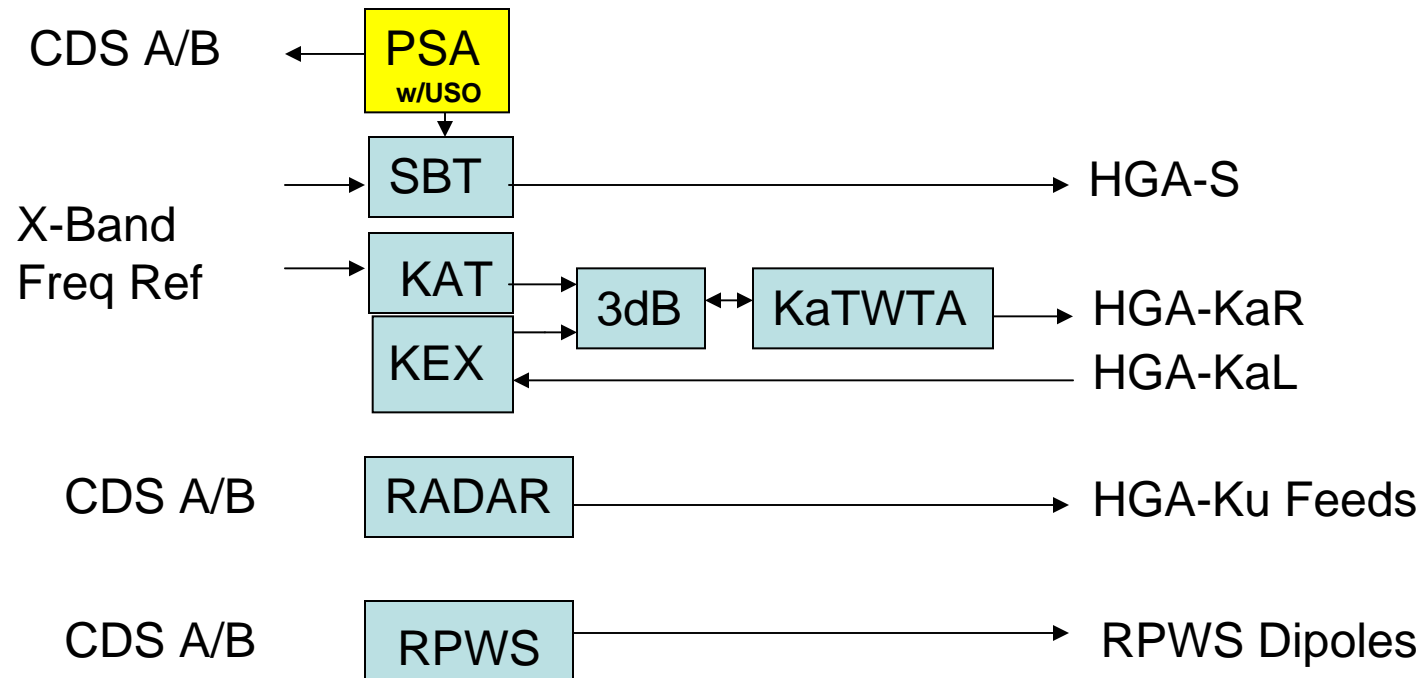 CDS A/B
PSA
w/USO
SBT
HGA-S
X-Band
Freq Ref
KAT
3dB
KaTWTA
HGA-KaR
KEX
HGA-KaL
CDS A/B
RADAR
HGA-Ku Feeds
CDS A/B
RPWS
RPWS Dipoles